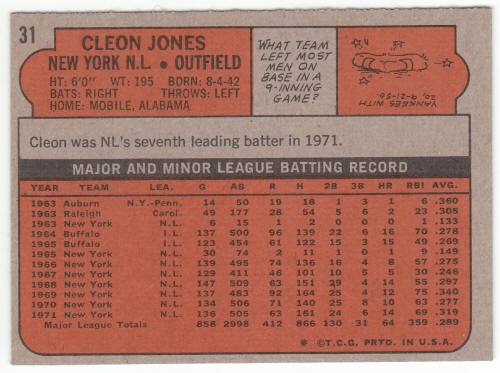 31
CLEON JONES
NEW YORK N.L. • OUTFIELD
HT: 6'0" WT: 195 BORN: 8-4-42
BATS: RIGHT THROWS: LEFT
HOME: MOBILE, ALABAMA
WHAT TEAM
LEFT MOST
MEN ON
BASE IN A
9-INNING
GAME?
YANKEES WITH
20, 9-21-56.
Cleon was NL's seventh leading batter in 1971.
MAJOR AND MINOR LEAGUE BATTING RECORD
YEAR TEAM LEA. G AB R H 2B 3B HR RBI AVG.
1963 Auburn N.Y.-Penn. 14 50 19 18 1 3 1 6 .360
1963 Raleigh Carol. 49 177 28 54 5 6 2 23 .305
1963 New York N.L. 6 15 1 2 0 0 0 1 .133
1964 Buffalo I.L. 137 500 96 139 22 6 16 70 .278
1965 Buffalo I.L. 123 454 61 122 13 3 15 49 .269
1965 New York N.L. 30 74 2 11 1 0 1 9 .149
1966 New York N.L. 139 495 74 136 16 4 8 57 .275
1967 New York N.L. 129 411 46 101 10 5 5 30 .246
1968 New York N.L. 147 509 63 151 29 4 14 55 .297
1969 New York N.L. 137 483 92 164 25 4 12 75 .340
1970 New York N.L. 134 506 71 140 25 8 10 63 .277
1971 New York N.L. 136 505 63 161 24 6 14 69 .319
Major League Totals 858 2998 412 866 130 31 64 359 .289
* ©T.C.G. PRTD. IN U.S.A.